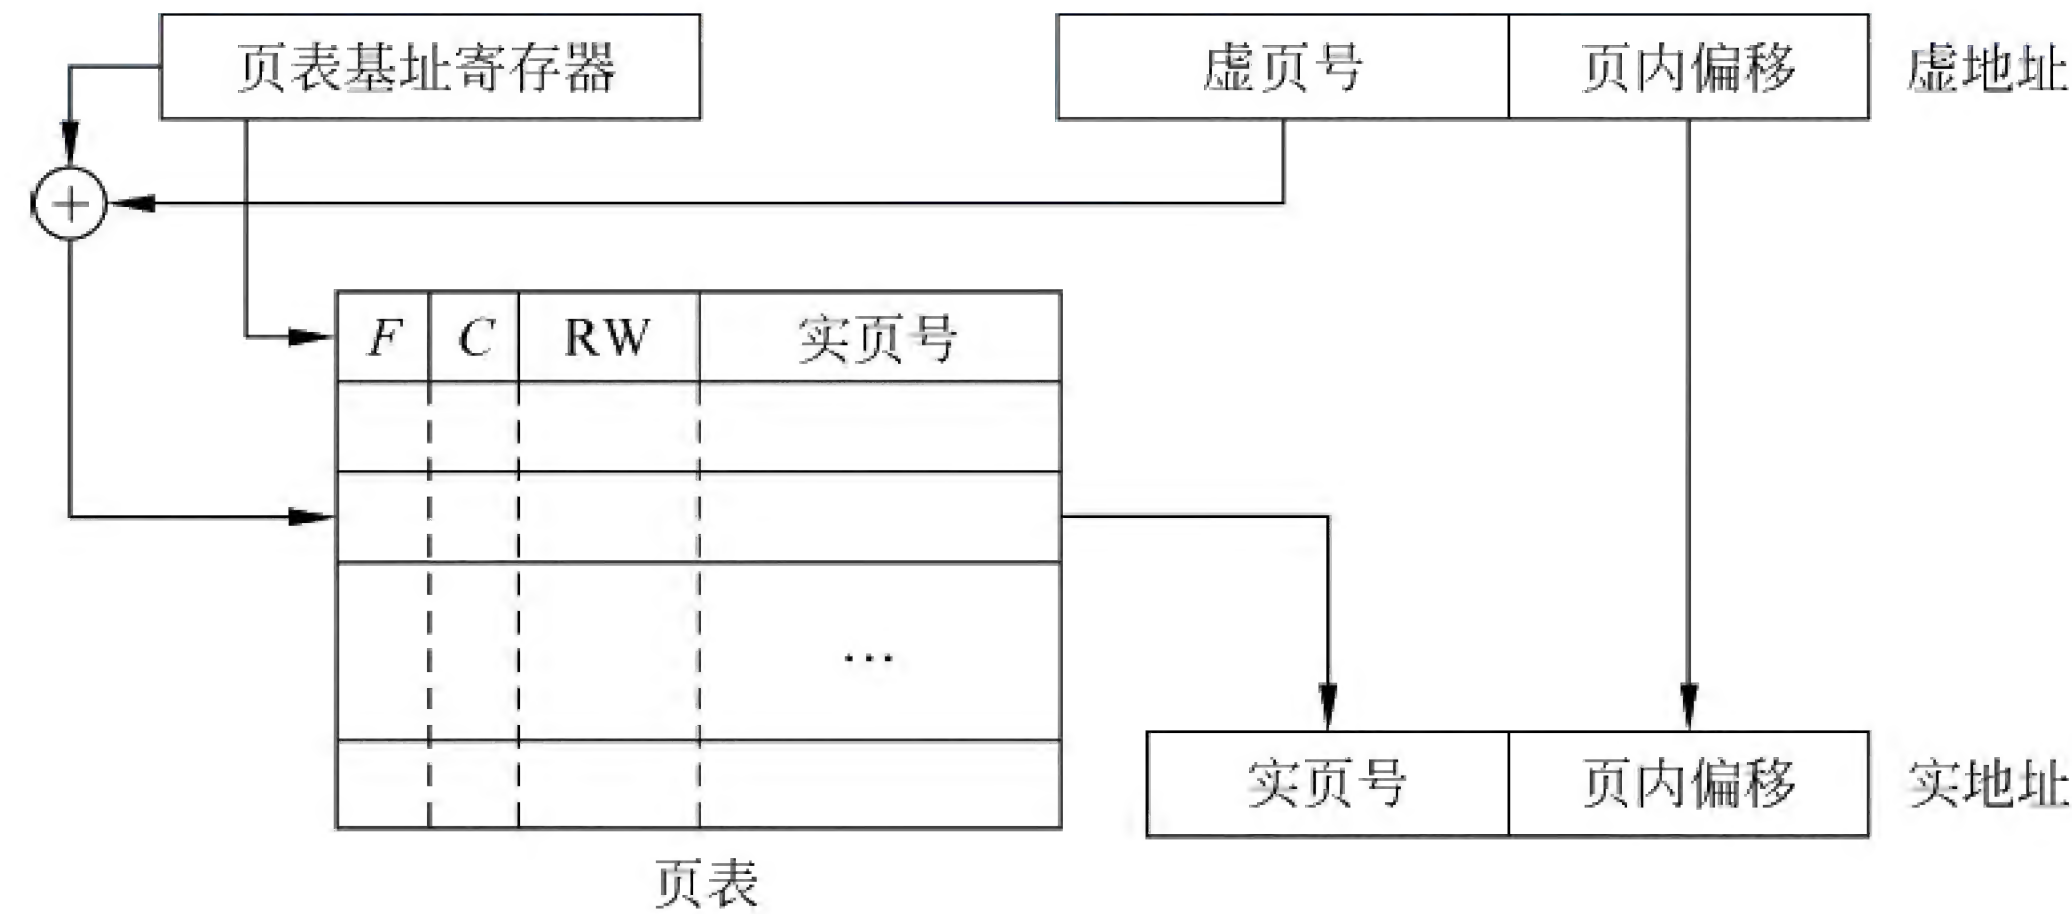 页表基址寄存器 虚页号 页内偏移 虚地址
+
F C RW 实页号
…
实页号 页内偏移 实地址
页表